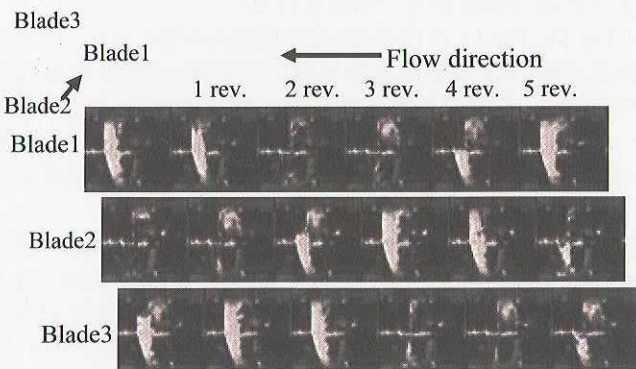 Blade3
Blade1
Flow direction
1 rev. 2 rev. 3 rev. 4 rev. 5 rev.
Blade2
Blade1
Blade2
Blade3